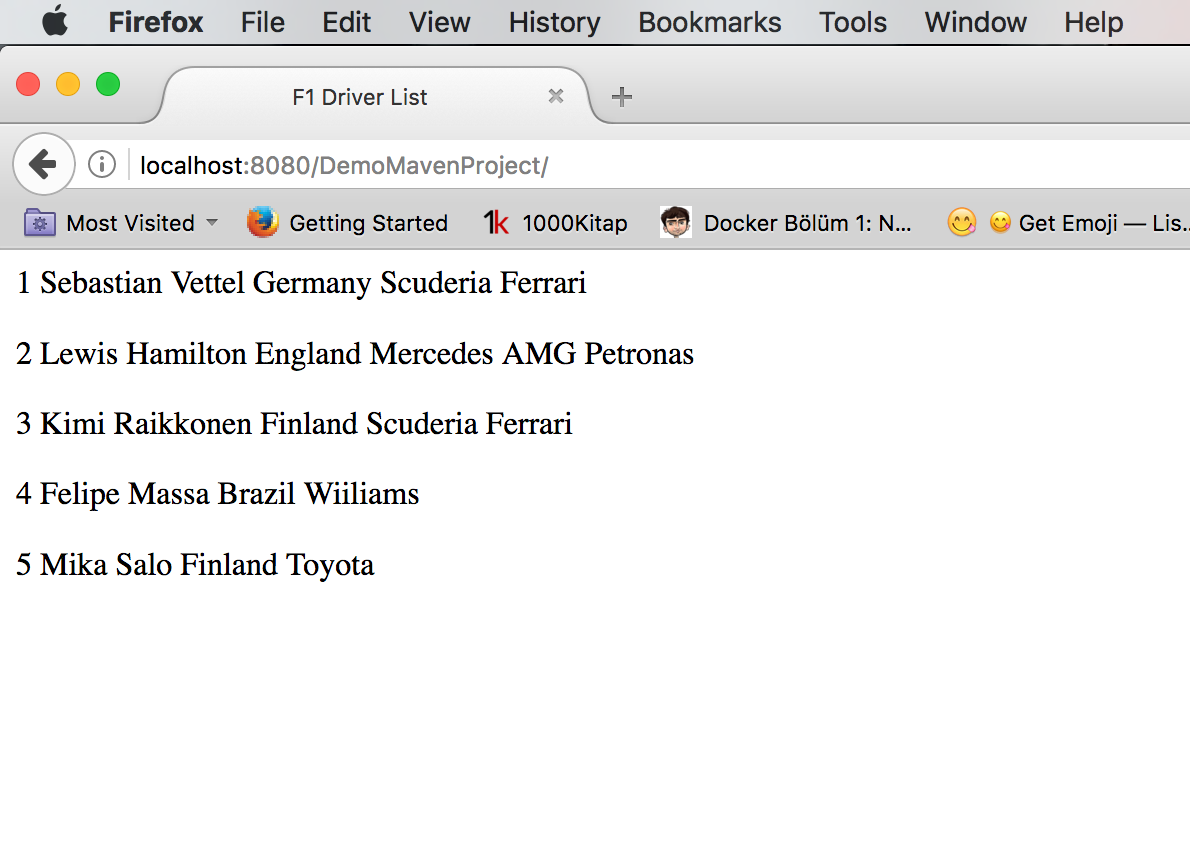 Firefox File Edit View History Bookmarks Tools Window Help
F1 Driver List
localhost:8080/DemoMavenProject/
Most Visited Getting Started 1k 1000Kitap Docker Bölüm 1: N... Get Emoji — Lis...
1 Sebastian Vettel Germany Scuderia Ferrari
2 Lewis Hamilton England Mercedes AMG Petronas
3 Kimi Raikkonen Finland Scuderia Ferrari
4 Felipe Massa Brazil Wiiliams
5 Mika Salo Finland Toyota